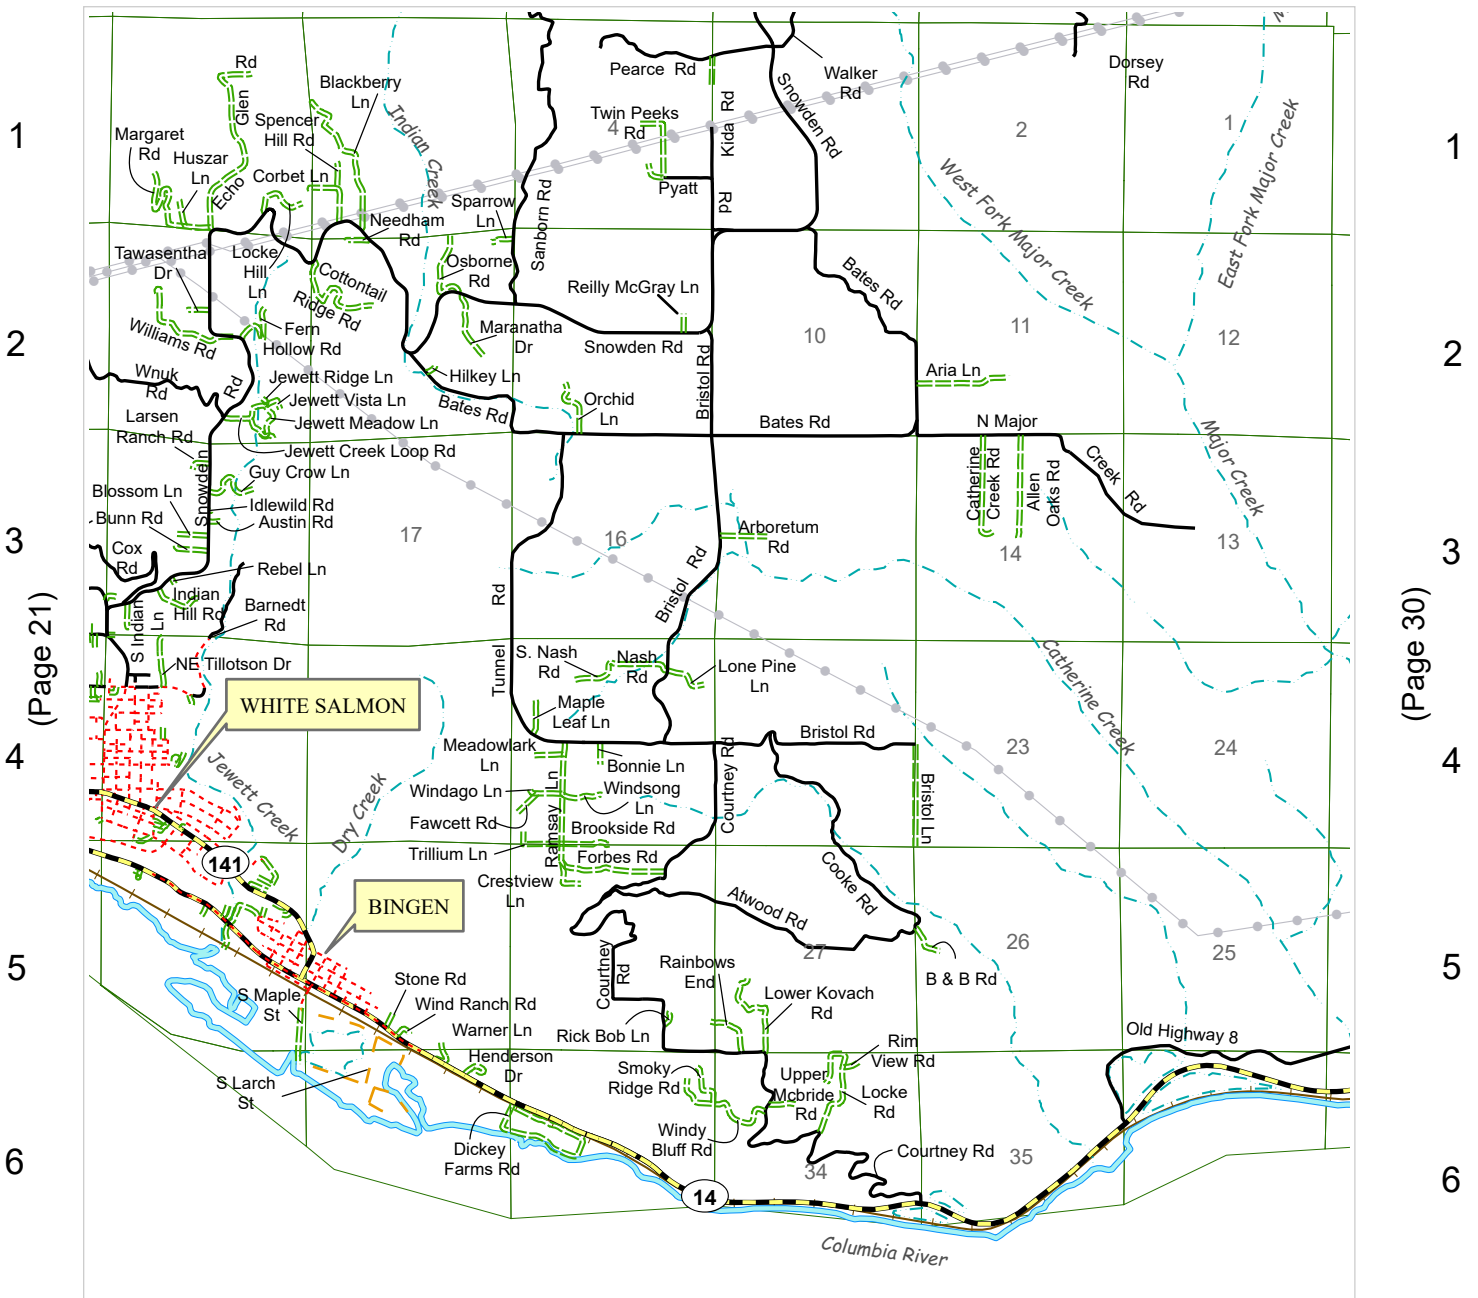 Rd
Glen
Echo
Blackberry
Ln
Spencer
Hill Rd
Margaret
Rd
Huszar
Ln
Corbet Ln
Indian Creek
Sparrow
Ln
Needham
Rd
Sanborn Rd
Pearce Rd
Twin Peeks
Rd
4
Kida Rd
Rd
Pyatt
Snowden Rd
Walker
Rd
Dorsey
Rd
2
1
West Fork Major Creek
East Fork Major Creek
1
1
Tawasentha
Dr
Locke
Hill
Ln
Cottontail
Ridge Rd
Osborne
Rd
Reilly McGray Ln
Bates Rd
Williams Rd
Fern
Hollow Rd
Maranatha
Dr
Snowden Rd
Bristol Rd
10
11
12
2
2
Wnuk
Rd
Rd
Jewett Ridge Ln
Jewett Vista Ln
Jewett Meadow Ln
Hilkey Ln
Bates Rd
Orchid
Ln
Aria Ln
Bates Rd
N Major
Creek
Rd
Major Creek
Larsen
Ranch Rd
Jewett Creek Loop Rd
Guy Crow Ln
Snowden
Blossom Ln
Idlewild Rd
Austin Rd
Bunn Rd
Cox
Rd
17
16
Arboretum
Rd
Catherine
Creek Rd
Allen
Oaks Rd
14
13
3
3
Rebel Ln
Indian
Hill Rd
Barnedt
Rd
S Indian
Ln
NE Tillotson Dr
Rd
Tunnel
Bristol Rd
S. Nash
Rd
Nash
Rd
Lone Pine
Ln
Maple
Leaf Ln
Catherine Creek
(Page 21)
(Page 30)
WHITE SALMON
Meadowlark
Ln
Bonnie Ln
Bristol Rd
23
24
4
4
Jewett Creek
Dry Creek
Windago Ln
Windsong
Ln
Fawcett Rd
Ramsay Ln
Brookside Rd
Courtney Rd
Bristol Ln
Trillium Ln
Forbes Rd
Crestview
Ln
Cooke Rd
Atwood Rd
141
BINGEN
27
26
25
B & B Rd
5
5
Courtney
Rd
Rainbows
End
Lower Kovach
Rd
Stone Rd
S Maple
St
Wind Ranch Rd
Warner Ln
Rick Bob Ln
Rim
View Rd
Old Highway 8
Henderson
Dr
Smoky
Ridge Rd
Upper
Mcbride
Rd
Locke
Rd
S Larch
St
Dickey
Farms Rd
Windy
Bluff Rd
Courtney Rd
34
35
6
6
14
Columbia River